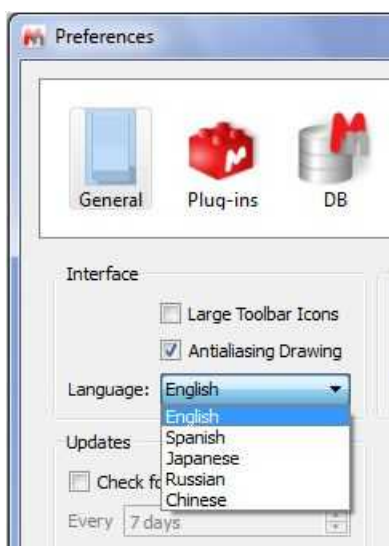 Preferences
General Plug-ins DB
Interface
Large Toolbar Icons
Antialiasing Drawing
Language: English
English
Spanish
Updates
Japanese
Check fo Russian
Chinese
Every 7 days